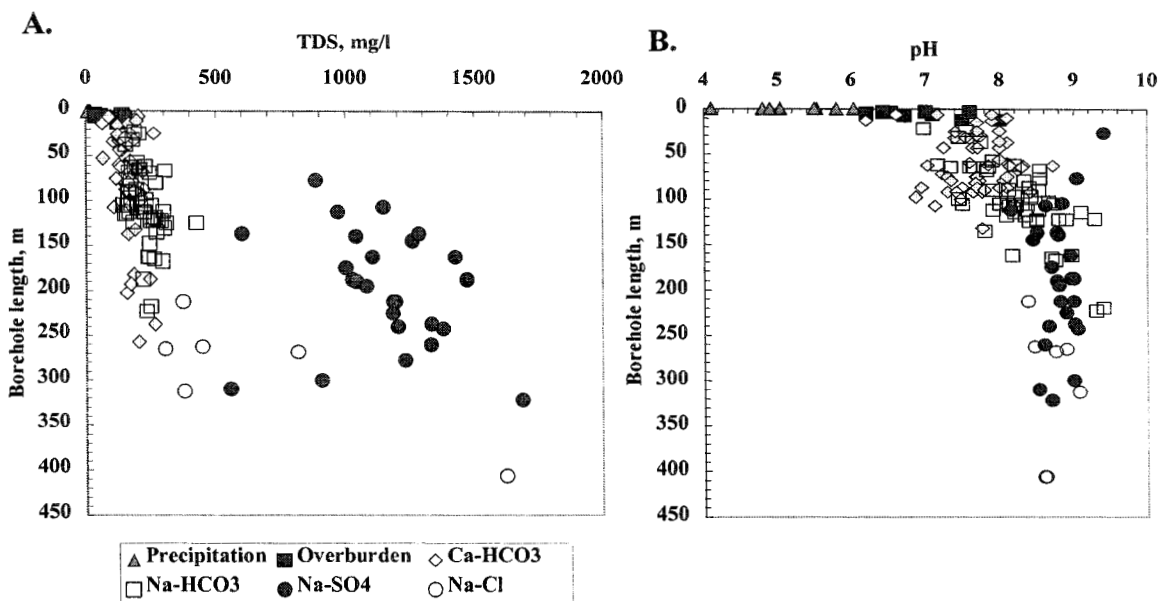 A.
TDS, mg/l
0 500 1000 1500 2000
0
50
100
150
200
250
300
350
400
450
Borehole length, m
B.
pH
4 5 6 7 8 9 10
0
50
100
150
200
250
300
350
400
450
Borehole length, m
Precipitation Overburden Ca-HCO3
Na-HCO3 Na-SO4 Na-Cl